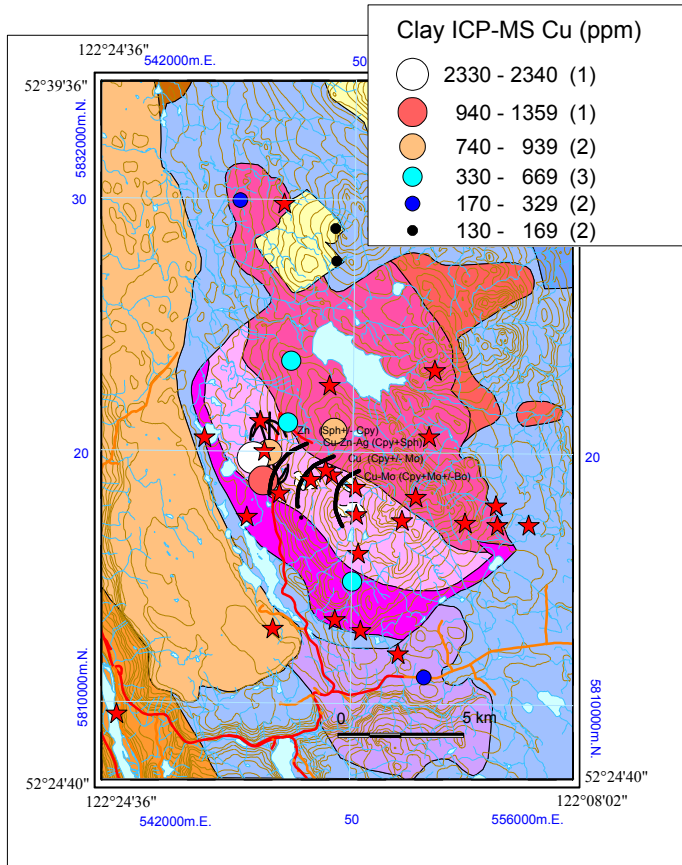 Clay ICP-MS Cu (ppm)
2330 - 2340 (1)
940 - 1359 (1)
740 - 939 (2)
330 - 669 (3)
170 - 329 (2)
130 - 169 (2)
122°24'36"
542000m.E.
50
52°39'36"
5832000m.N.
30
Zn (Sph+/- Cpy)
Cu-Zn-Ag (Cpy+Sph)
Cu (Cpy+/- Mo)
Cu-Mo (Cpy+Mo+/-Bo)
20
20
5810000m.N.
5810000m.N.
0 5 km
52°24'40"
52°24'40"
122°24'36"
122°08'02"
542000m.E.
50
556000m.E.